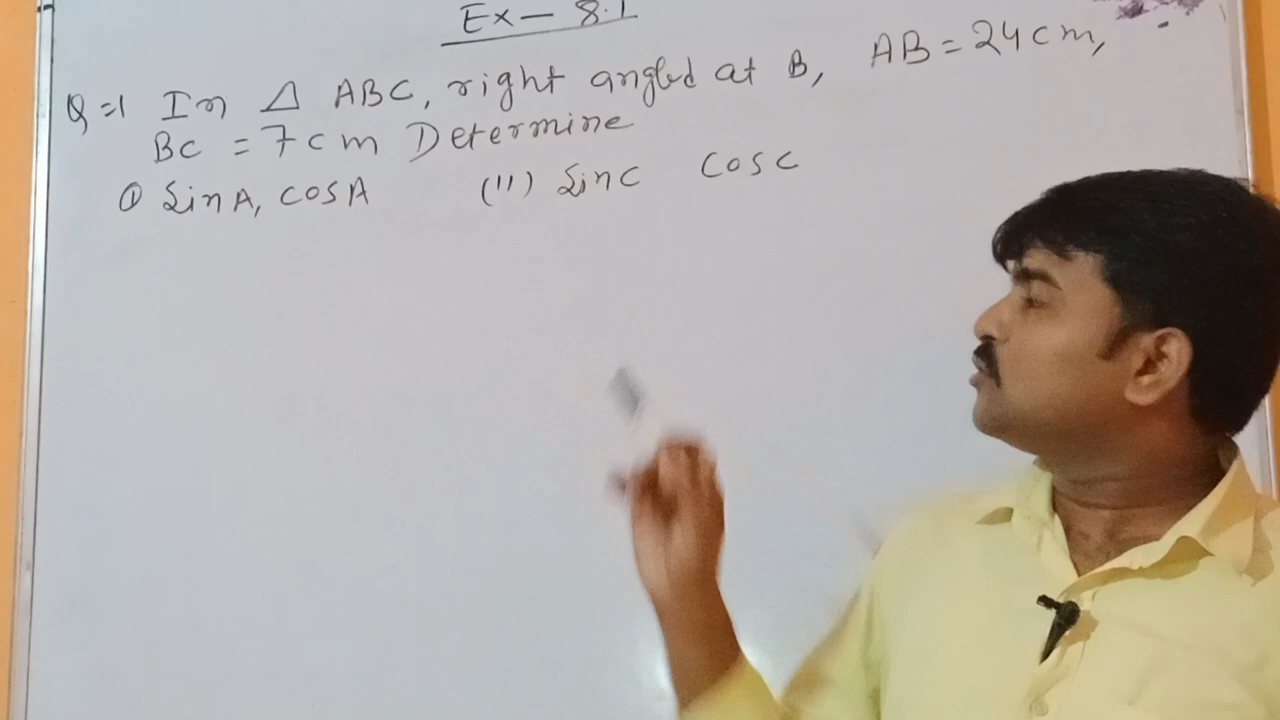 Ex - 8.1
Q=1 In △ ABC, right angled at B, AB = 24 cm,
BC = 7 cm Determine
① Sin A, cos A (ii) Sin C cos C